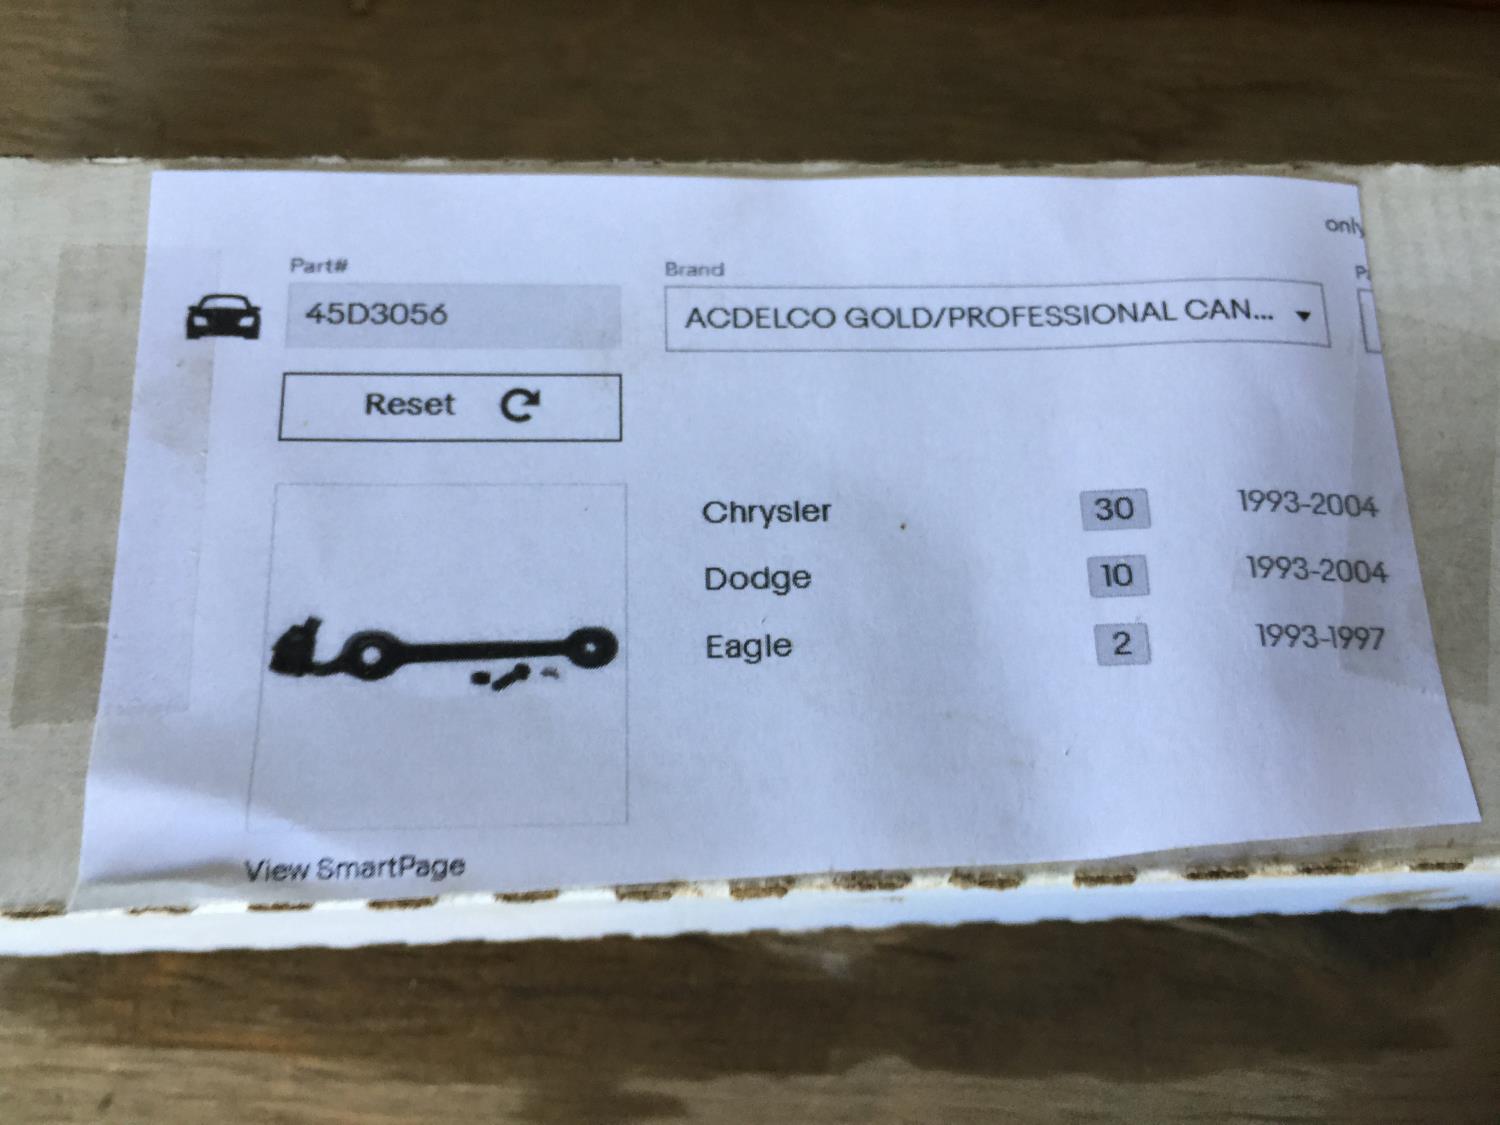 only
Part#
Brand
45D3056
ACDELCO GOLD/PROFESSIONAL CAN...
Reset
Chrysler 30 1993-2004
Dodge 10 1993-2004
Eagle 2 1993-1997
View SmartPage